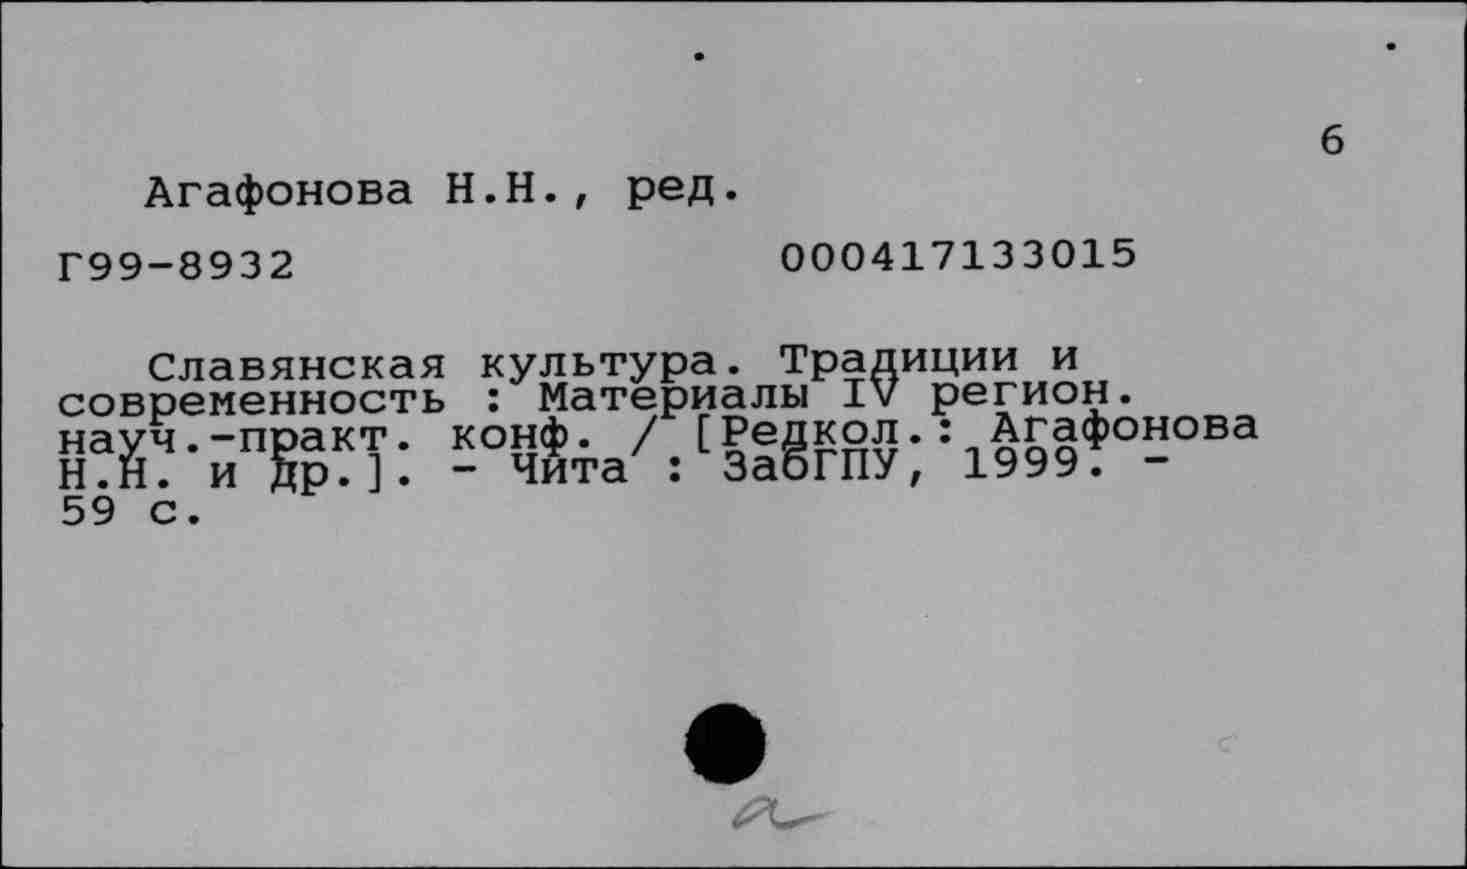 6
Агафонова Н.Н., ред.
Г99-8932 000417133015
Славянская культура. Традиции и
современность : Материалы IV регион.
науч.-практ. конф. / [Редкол.: Агафонова
Н.Н. и др.]. - Чита : ЗабГПУ, 1999. -
59 с.